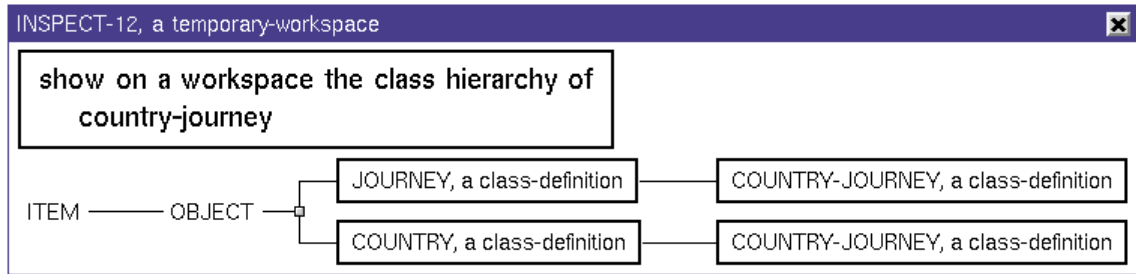 INSPECT-12, a temporary-workspace
show on a workspace the class hierarchy of
country-journey
JOURNEY, a class-definition COUNTRY-JOURNEY, a class-definition
ITEM OBJECT
COUNTRY, a class-definition COUNTRY-JOURNEY, a class-definition